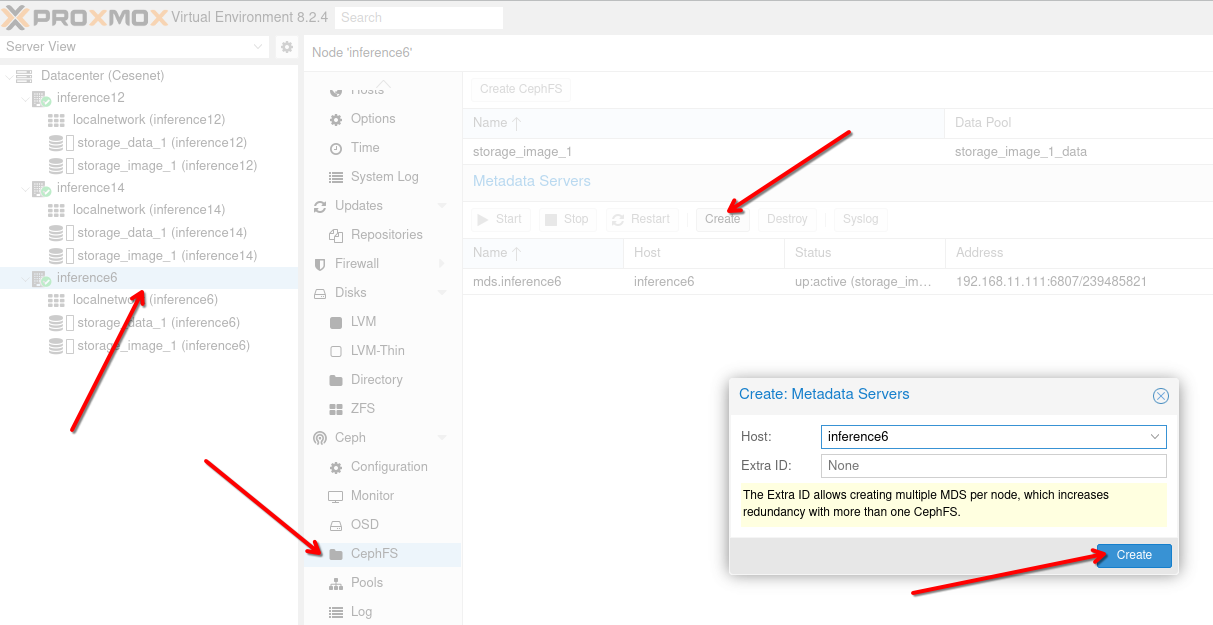 PROXMOX Virtual Environment 8.2.4 Search
Server View
Datacenter (Cesenet)
inference12
localnetwork (inference12)
storage_data_1 (inference12)
storage_image_1 (inference12)
inference14
localnetwork (inference14)
storage_data_1 (inference14)
storage_image_1 (inference14)
inference6
localnetwork (inference6)
storage_data_1 (inference6)
storage_image_1 (inference6)
Node 'inference6'
Hosts
Options
Time
System Log
Updates
Repositories
Firewall
Disks
LVM
LVM-Thin
Directory
ZFS
Ceph
Configuration
Monitor
OSD
CephFS
Pools
Log
Create CephFS
Name ↑ Data Pool
storage_image_1 storage_image_1_data
Metadata Servers
Start Stop Restart Create Destroy Syslog
Name ↑ Host Status Address
mds.inference6 inference6 up:active (storage_im… 192.168.11.111:6807/239485821
Create: Metadata Servers
Host: inference6
Extra ID: None
The Extra ID allows creating multiple MDS per node, which increases
redundancy with more than one CephFS.
Create